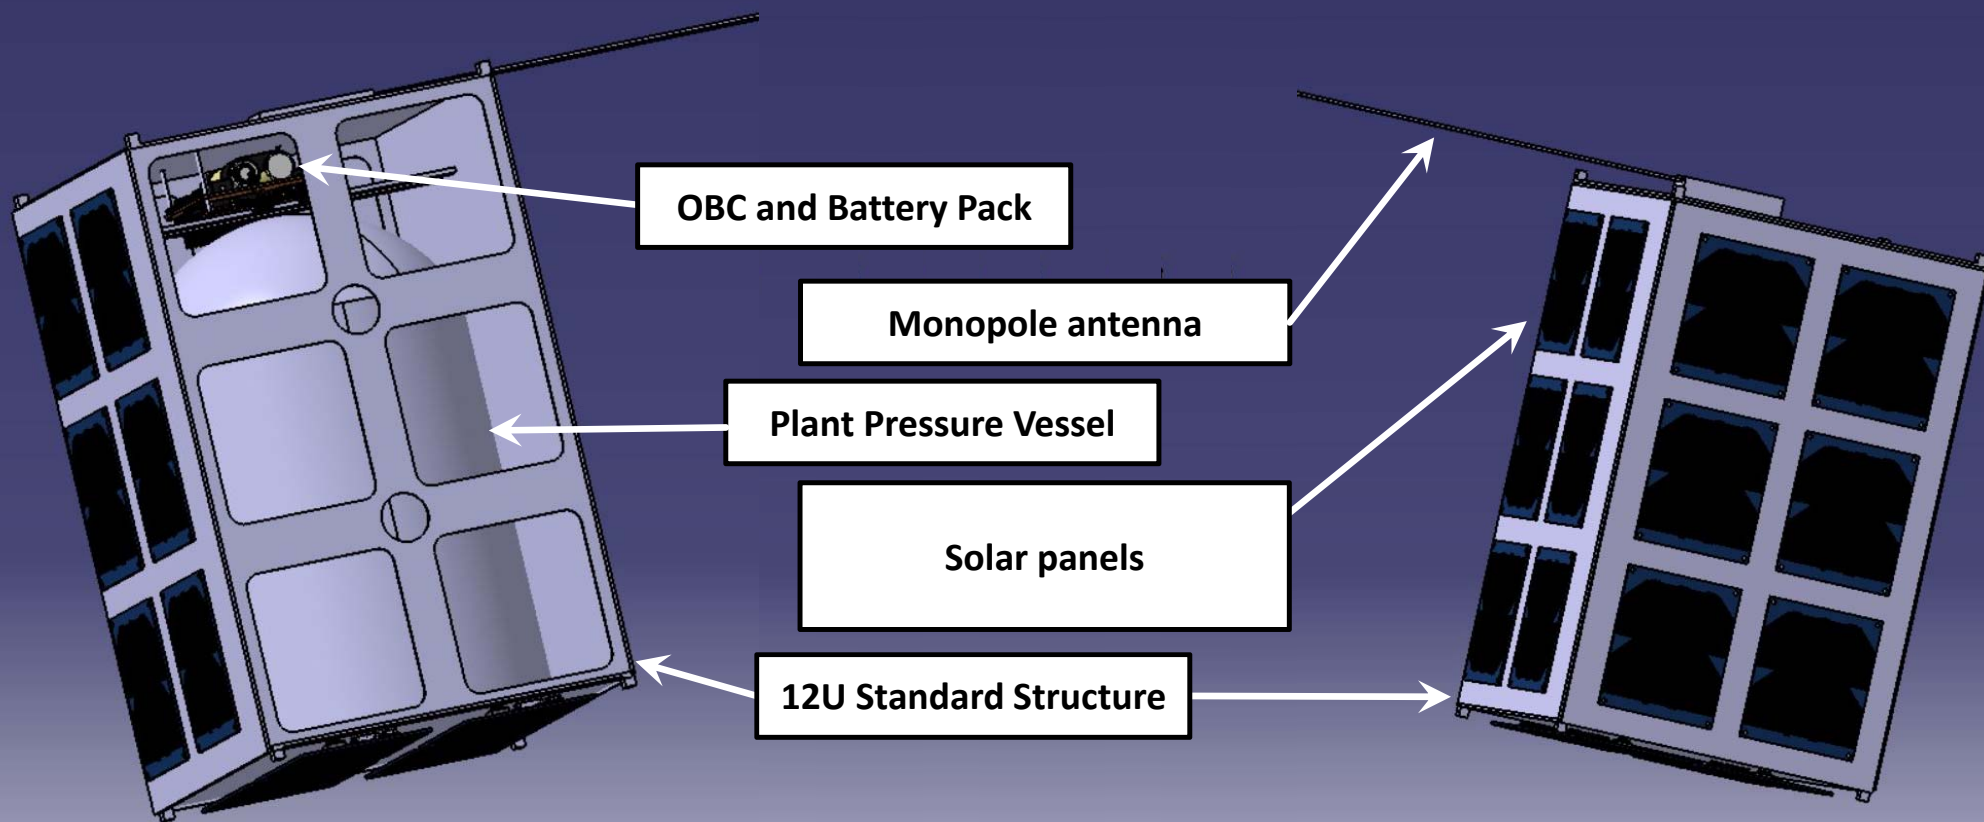 OBC and Battery Pack
Monopole antenna
Plant Pressure Vessel
Solar panels
12U Standard Structure